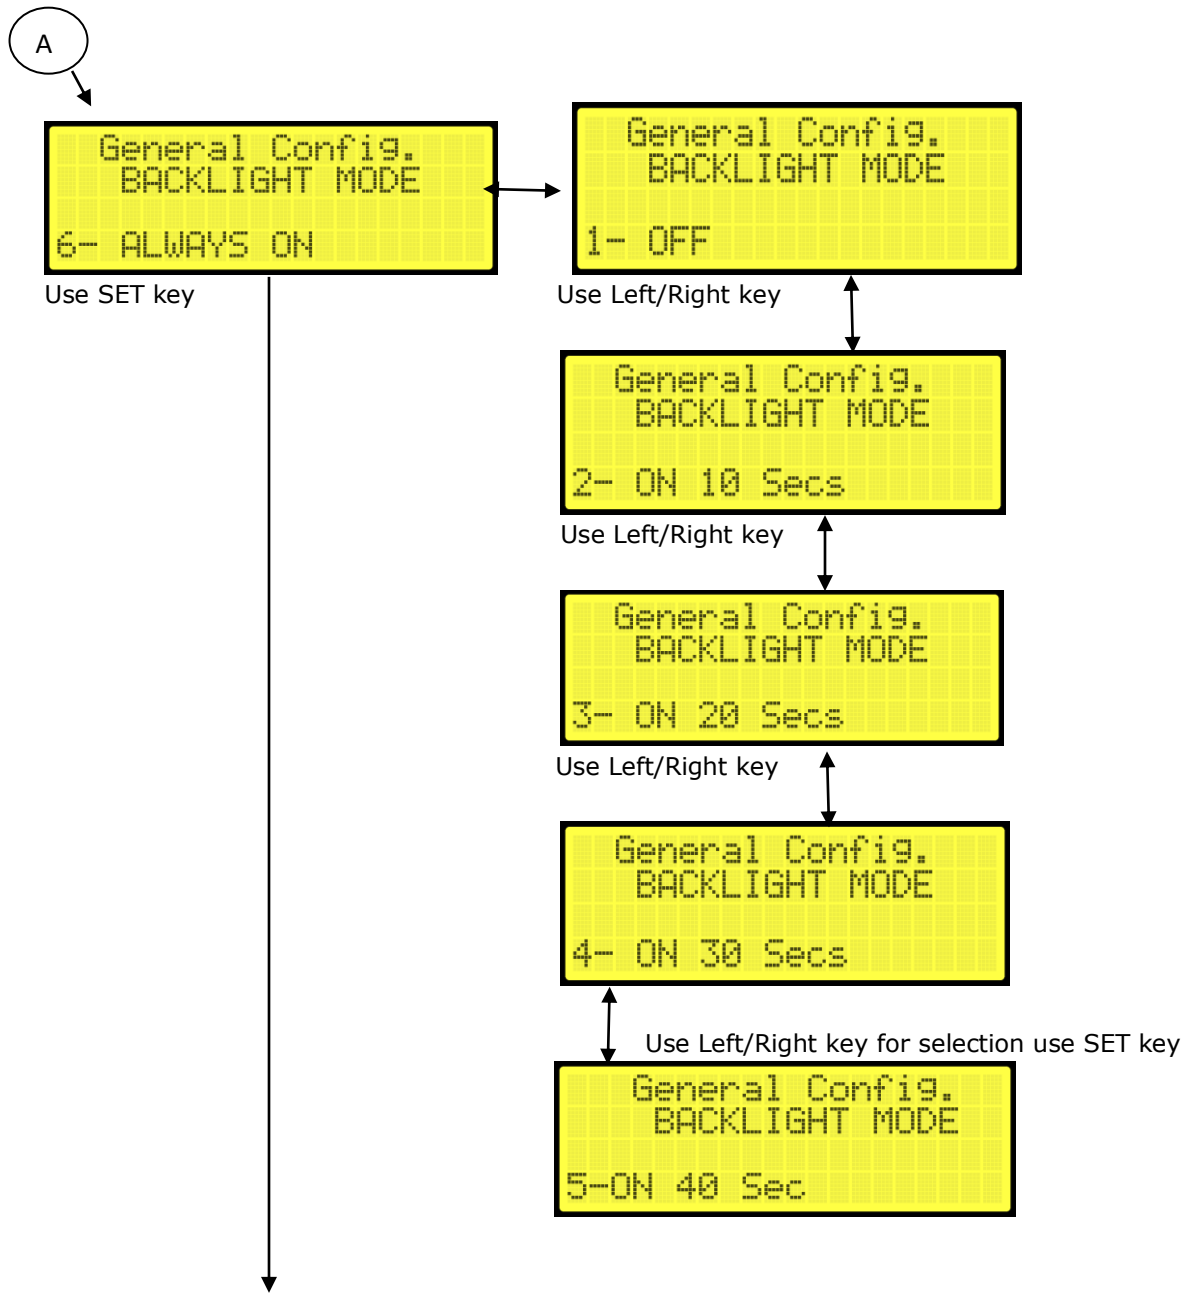 A
General Config.
BACKLIGHT MODE
6- ALWAYS ON
Use SET key
General Config.
BACKLIGHT MODE
1- OFF
Use Left/Right key
General Config.
BACKLIGHT MODE
2- ON 10 Secs
Use Left/Right key
General Config.
BACKLIGHT MODE
3- ON 20 Secs
Use Left/Right key
General Config.
BACKLIGHT MODE
4- ON 30 Secs
Use Left/Right key for selection use SET key
General Config.
BACKLIGHT MODE
5-ON 40 Sec